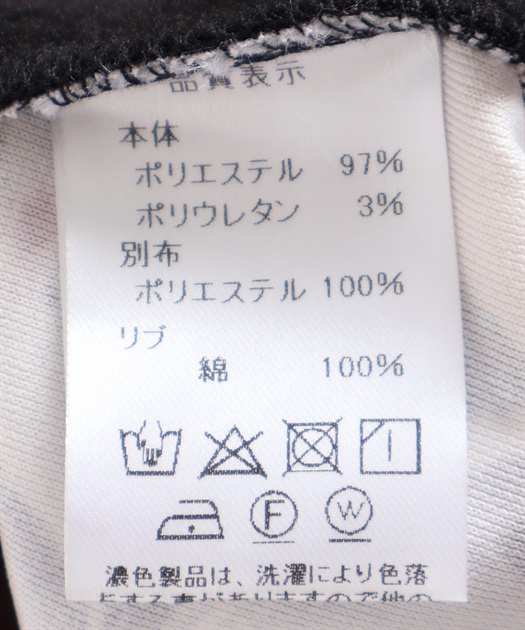 品質表示
本体
ポリエステル 97%
ポリウレタン 3%
別布
ポリエステル 100%
リブ
綿 100%
F W
濃色製品は、洗濯により色落